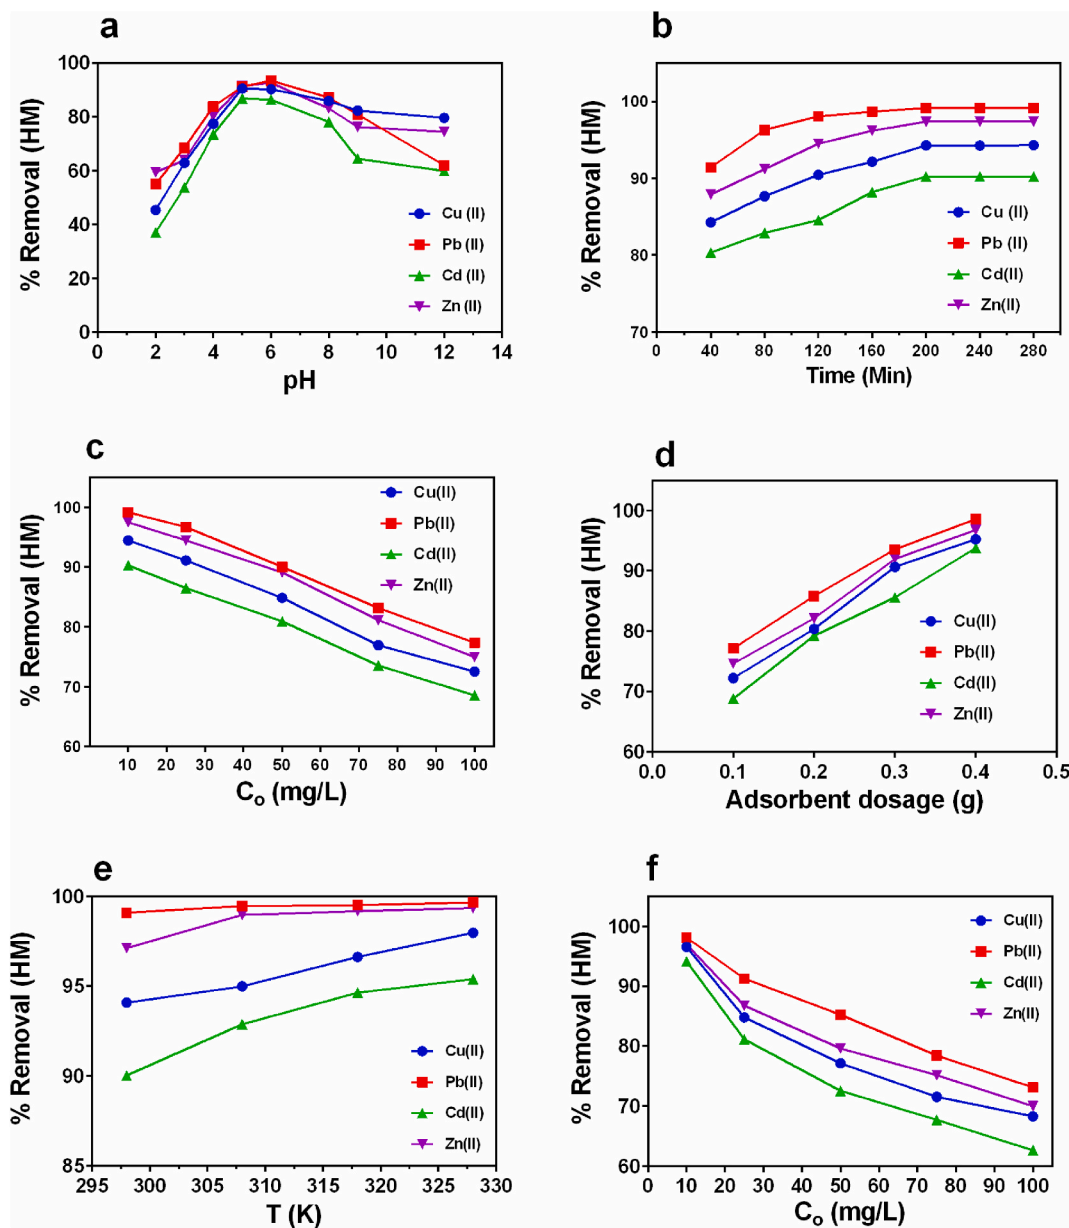 a
% Removal (HM)
100
80
60
40
20
0
0 2 4 6 8 10 12 14
pH
Cu (II)
Pb (II)
Cd (II)
Zn (II)
b
% Removal (HM)
100
90
80
70
0 40 80 120 160 200 240 280
Time (Min)
Cu (II)
Pb (II)
Cd(II)
Zn(II)
c
% Removal (HM)
100
90
80
70
60
10 20 30 40 50 60 70 80 90 100
Co (mg/L)
Cu(II)
Pb(II)
Cd(II)
Zn(II)
d
% Removal (HM)
100
90
80
70
60
0.0 0.1 0.2 0.3 0.4 0.5
Adsorbent dosage (g)
Cu(II)
Pb(II)
Cd(II)
Zn(II)
e
% Removal (HM)
100
95
90
85
295 300 305 310 315 320 325 330
T (K)
Cu(II)
Pb(II)
Cd(II)
Zn(II)
f
% Removal (HM)
100
90
80
70
60
0 10 20 30 40 50 60 70 80 90 100
Co (mg/L)
Cu(II)
Pb(II)
Cd(II)
Zn(II)